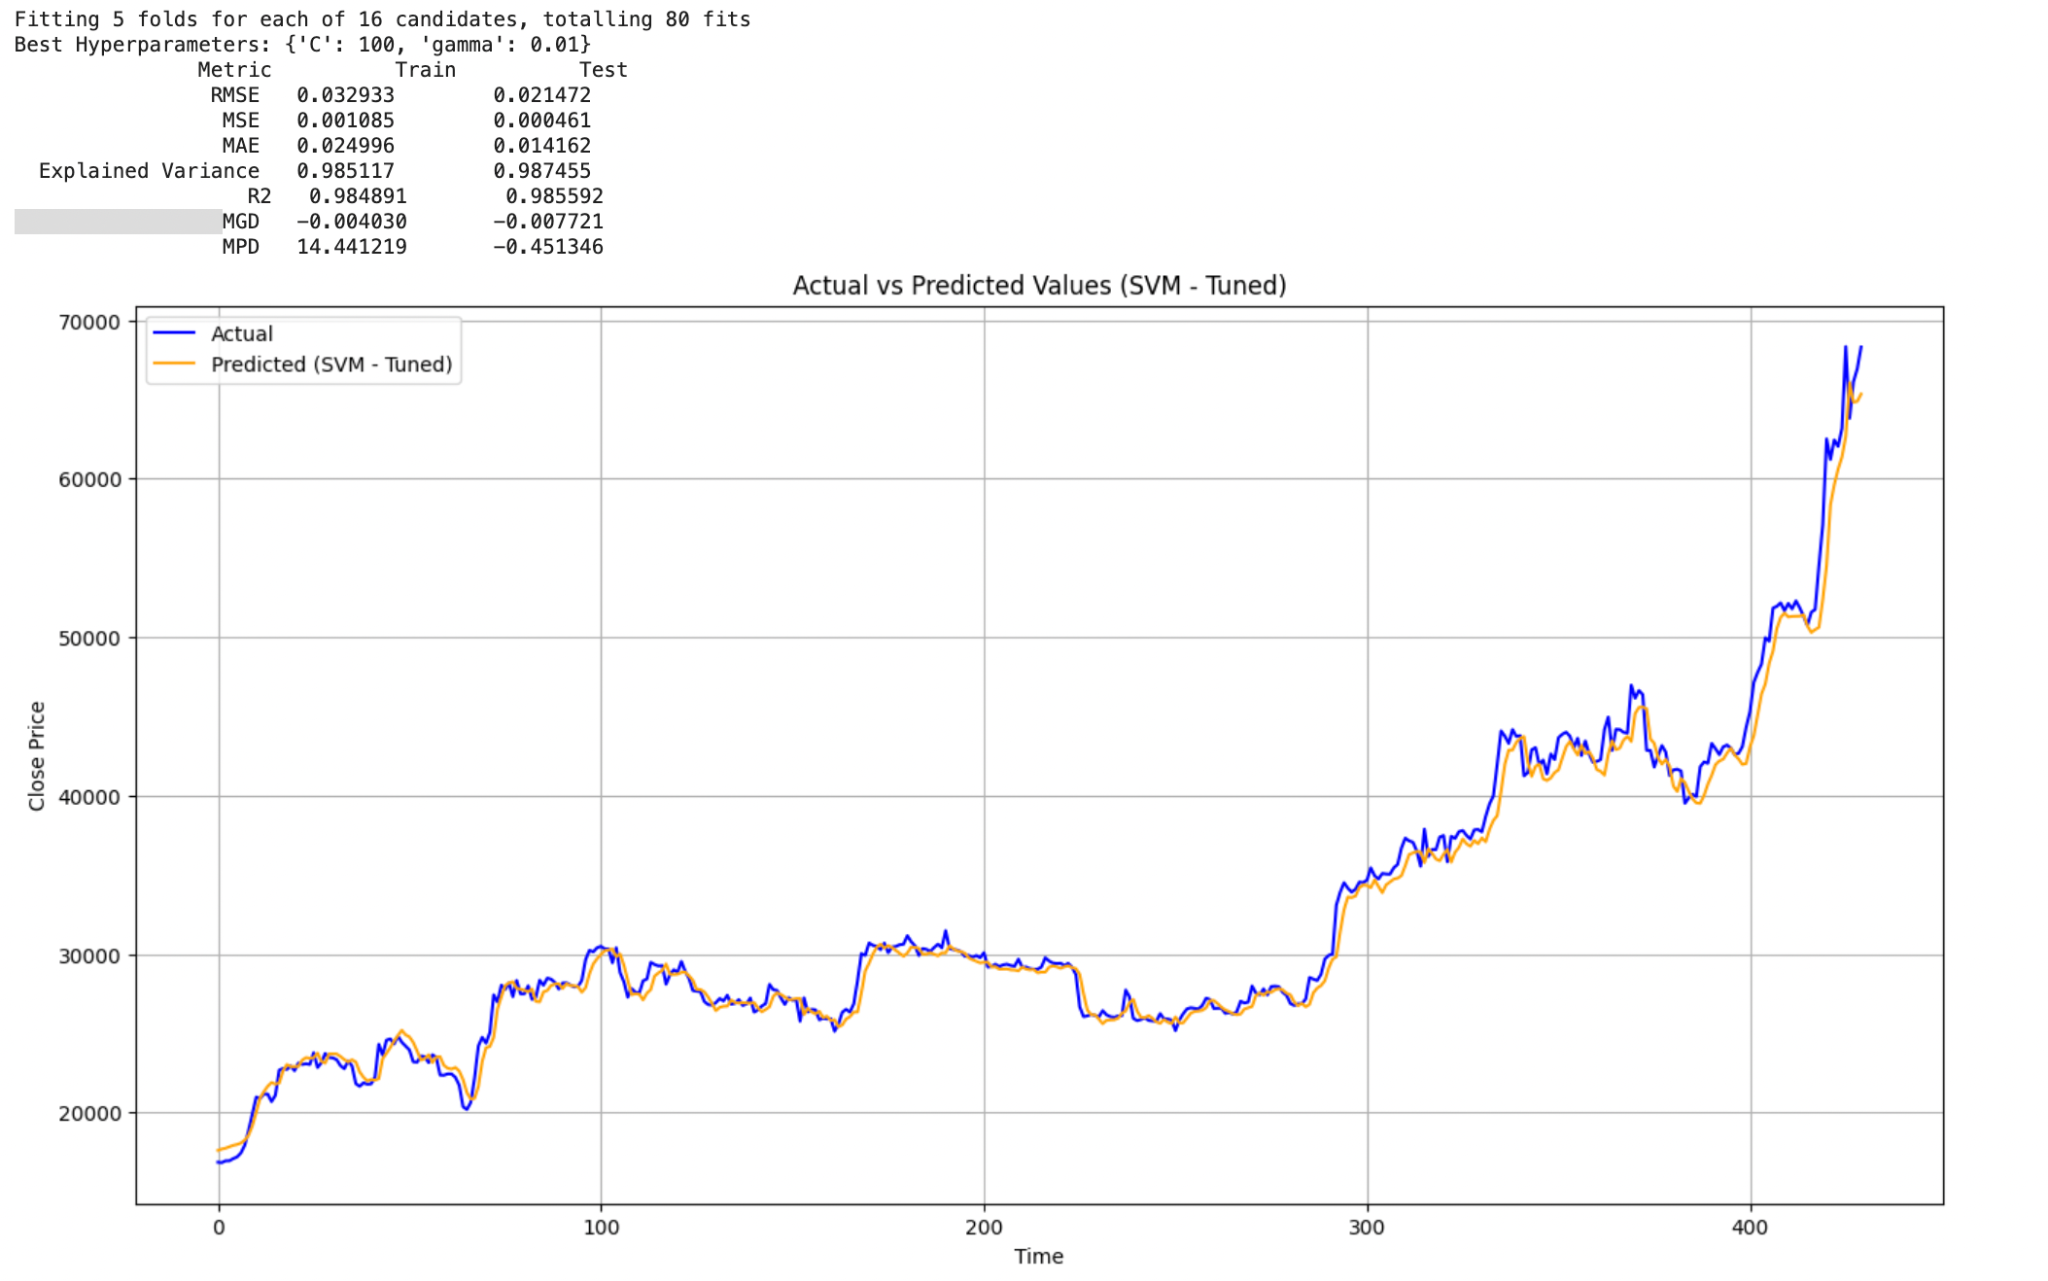 Fitting 5 folds for each of 16 candidates, totalling 80 fits
Best Hyperparameters: {'C': 100, 'gamma': 0.01}
Metric Train Test
RMSE 0.032933 0.021472
MSE 0.001085 0.000461
MAE 0.024996 0.014162
Explained Variance 0.985117 0.987455
R2 0.984891 0.985592
MGD −0.004030 −0.007721
MPD 14.441219 −0.451346
Actual vs Predicted Values (SVM - Tuned)
Actual
Predicted (SVM - Tuned)
70000
60000
50000
40000
30000
20000
Close Price
0 100 200 300 400
Time